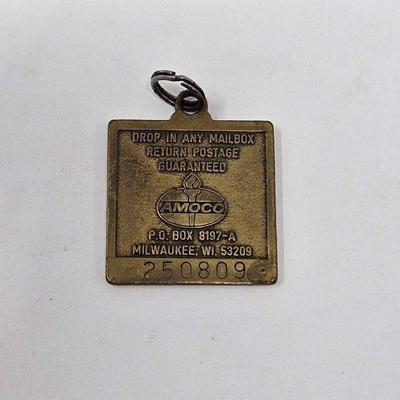 DROP IN ANY MAILBOX
RETURN POSTAGE
GUARANTEED
AMOCO
P.O. BOX 8197-A
MILWAUKEE, WI. 53209
250809